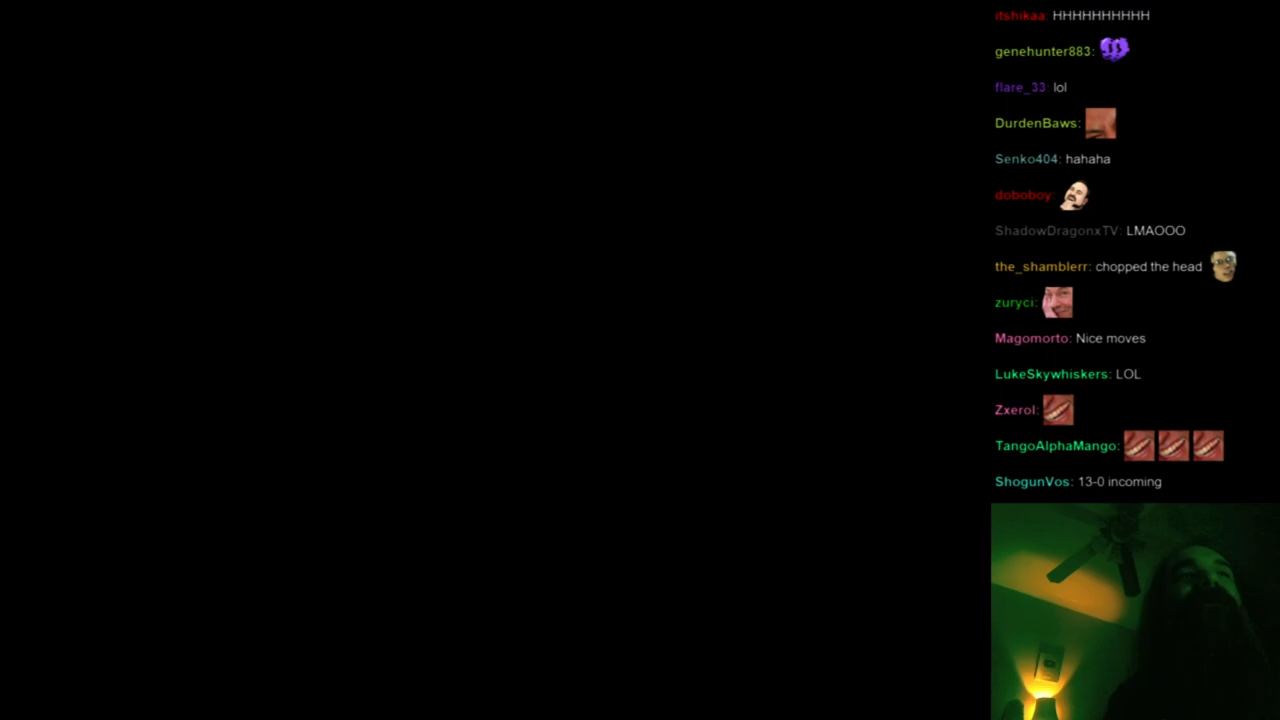 itshikaa: HHHHHHHHHH
genehunter883:
flare_33: lol
DurdenBaws:
Senko404: hahaha
doboboy:
ShadowDragonxTV: LMAOOO
the_shamblerr: chopped the head
zuryci:
Magomorto: Nice moves
LukeSkywhiskers: LOL
Zxerol:
TangoAlphaMango:
ShogunVos: 13-0 incoming